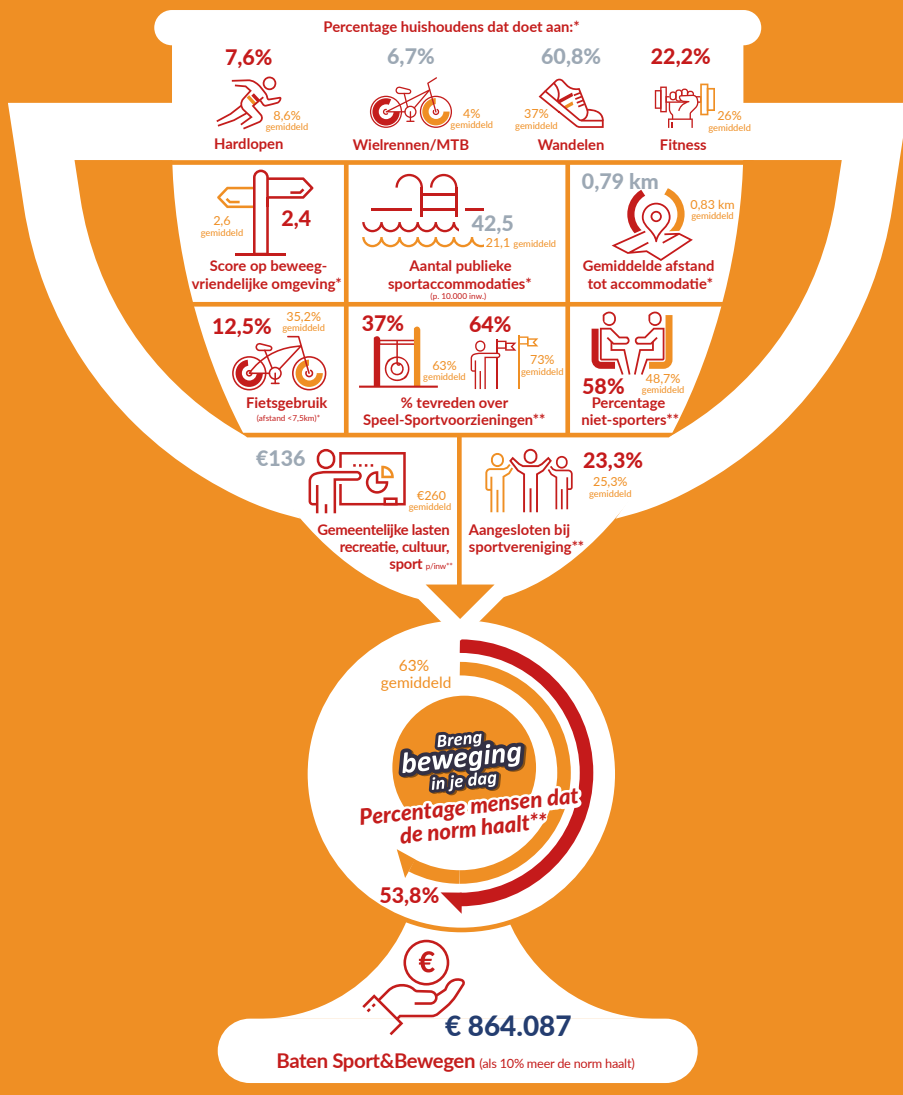 Percentage huishoudens dat doet aan:*
7,6%
8,6%
gemiddeld
Hardlopen
6,7%
4%
gemiddeld
Wielrennen/MTB
60,8%
37%
gemiddeld
Wandelen
22,2%
26%
gemiddeld
Fitness
2,6
gemiddeld
2,4
Score op beweeg-
vriendelijke omgeving*
42,5
21,1 gemiddeld
Aantal publieke
sportaccommodaties*
(p. 10.000 inw.)
0,79 km
0,83 km
gemiddeld
Gemiddelde afstand
tot accommodatie*
12,5%
35,2%
gemiddeld
Fietsgebruik
(afstand <7,5km)*
37%
63%
gemiddeld
64%
73%
gemiddeld
% tevreden over
Speel-Sportvoorzieningen**
58%
48,7%
gemiddeld
Percentage
niet-sporters**
€136
€260
gemiddeld
Gemeentelijke lasten
recreatie, cultuur,
sport p/inw**
23,3%
25,3%
gemiddeld
Aangesloten bij
sportvereniging**
63%
gemiddeld
Breng
beweging
in je dag
Percentage mensen dat
de norm haalt**
53,8%
€
€ 864.087
Baten Sport&Bewegen (als 10% meer de norm haalt)